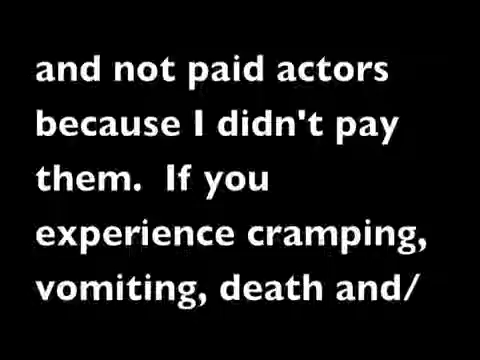 and not paid actors
because I didn't pay
them.  If you
experience cramping,
vomiting, death and/